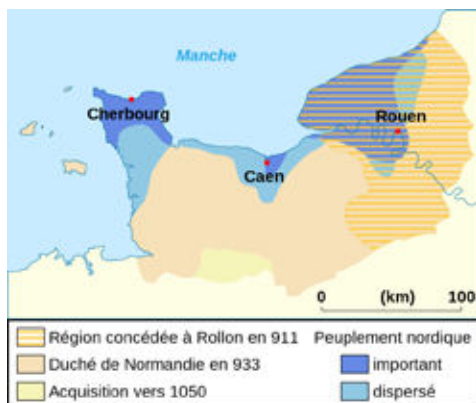 Manche
Cherbourg
Rouen
Caen
0 (km) 100
Région concédée à Rollon en 911
Duché de Normandie en 933
Acquisition vers 1050
Peuplement nordique
important
dispersé